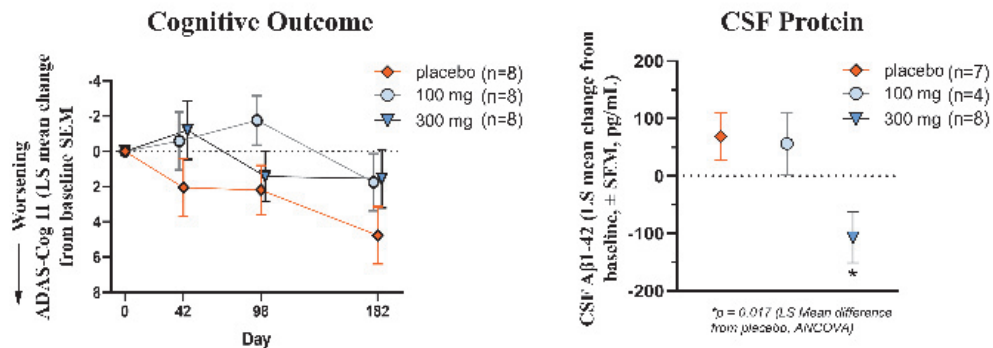 Cognitive Outcome
Worsening
ADAS-Cog 11 (LS mean change
from baseline SEM
-4
-2
0
2
4
6
8
0
42
98
182
Day
placebo (n=8)
100 mg (n=8)
300 mg (n=8)
CSF Protein
CSF Aβ1-42 (LS mean change from
baseline, ± SEM, pg/mL)
200
100
0
-100
-200
placebo (n=7)
100 mg (n=4)
300 mg (n=8)
*
*p = 0.017 (LS Mean difference
from placebo, ANCOVA)